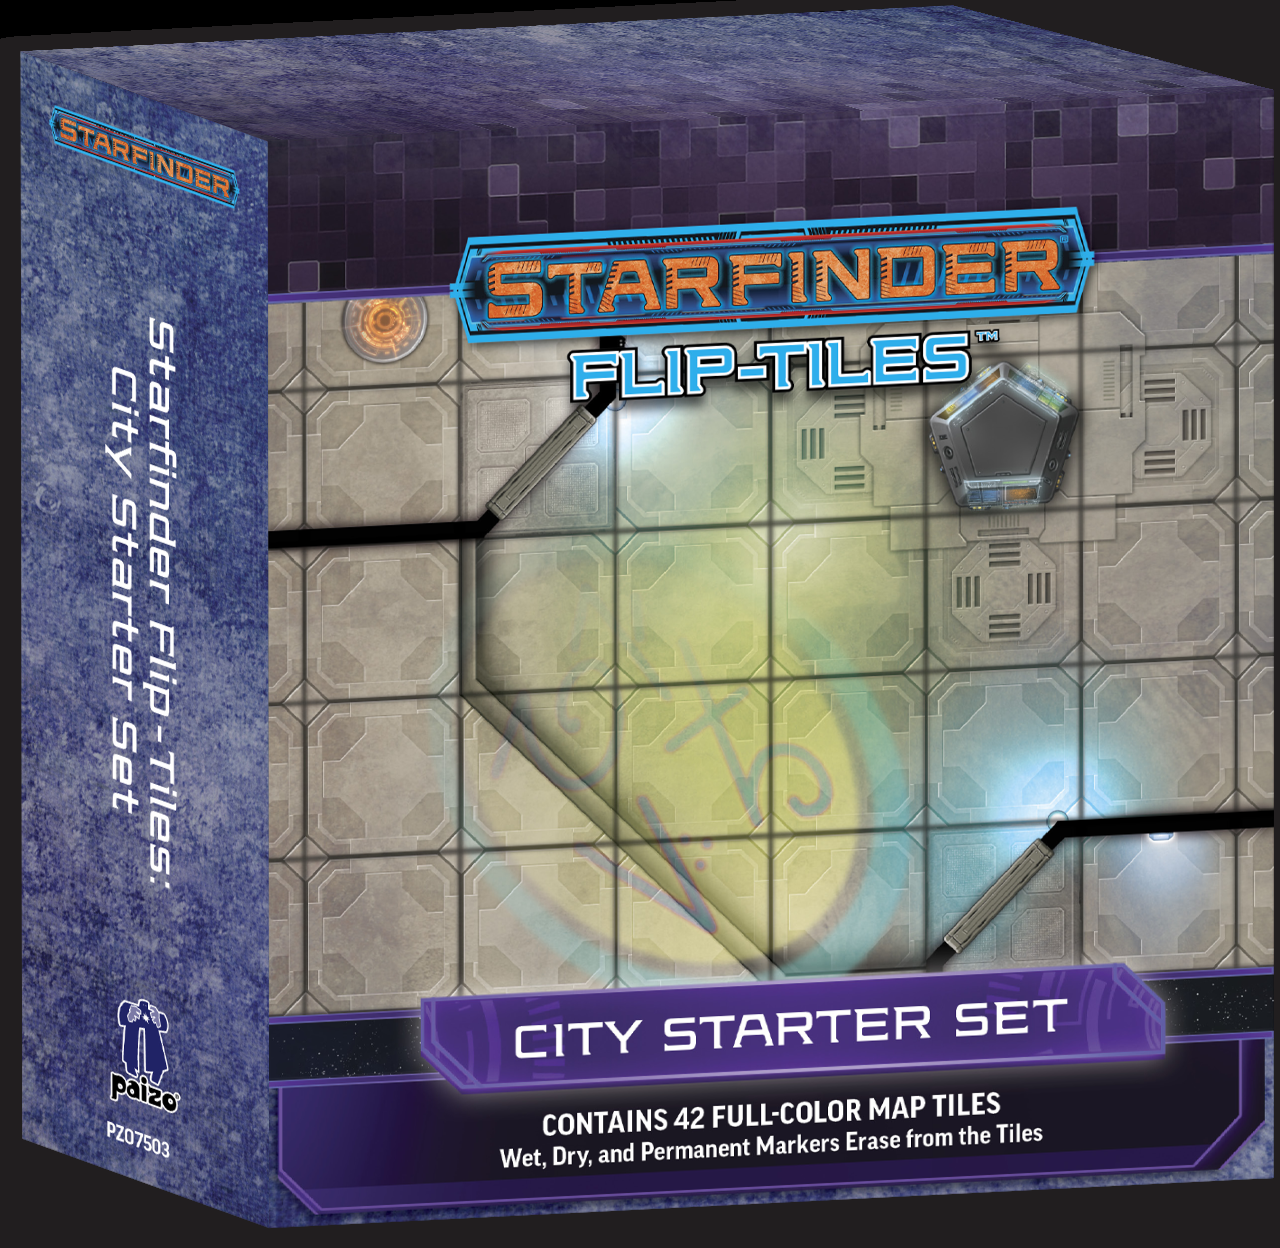 STARFINDER
Starfinder Flip-Tiles:
City Starter Set
paizo®
PZO7503
STARFINDER™
FLIP-TILES™
CITY STARTER SET
CONTAINS 42 FULL-COLOR MAP TILES
Wet, Dry, and Permanent Markers Erase from the Tiles